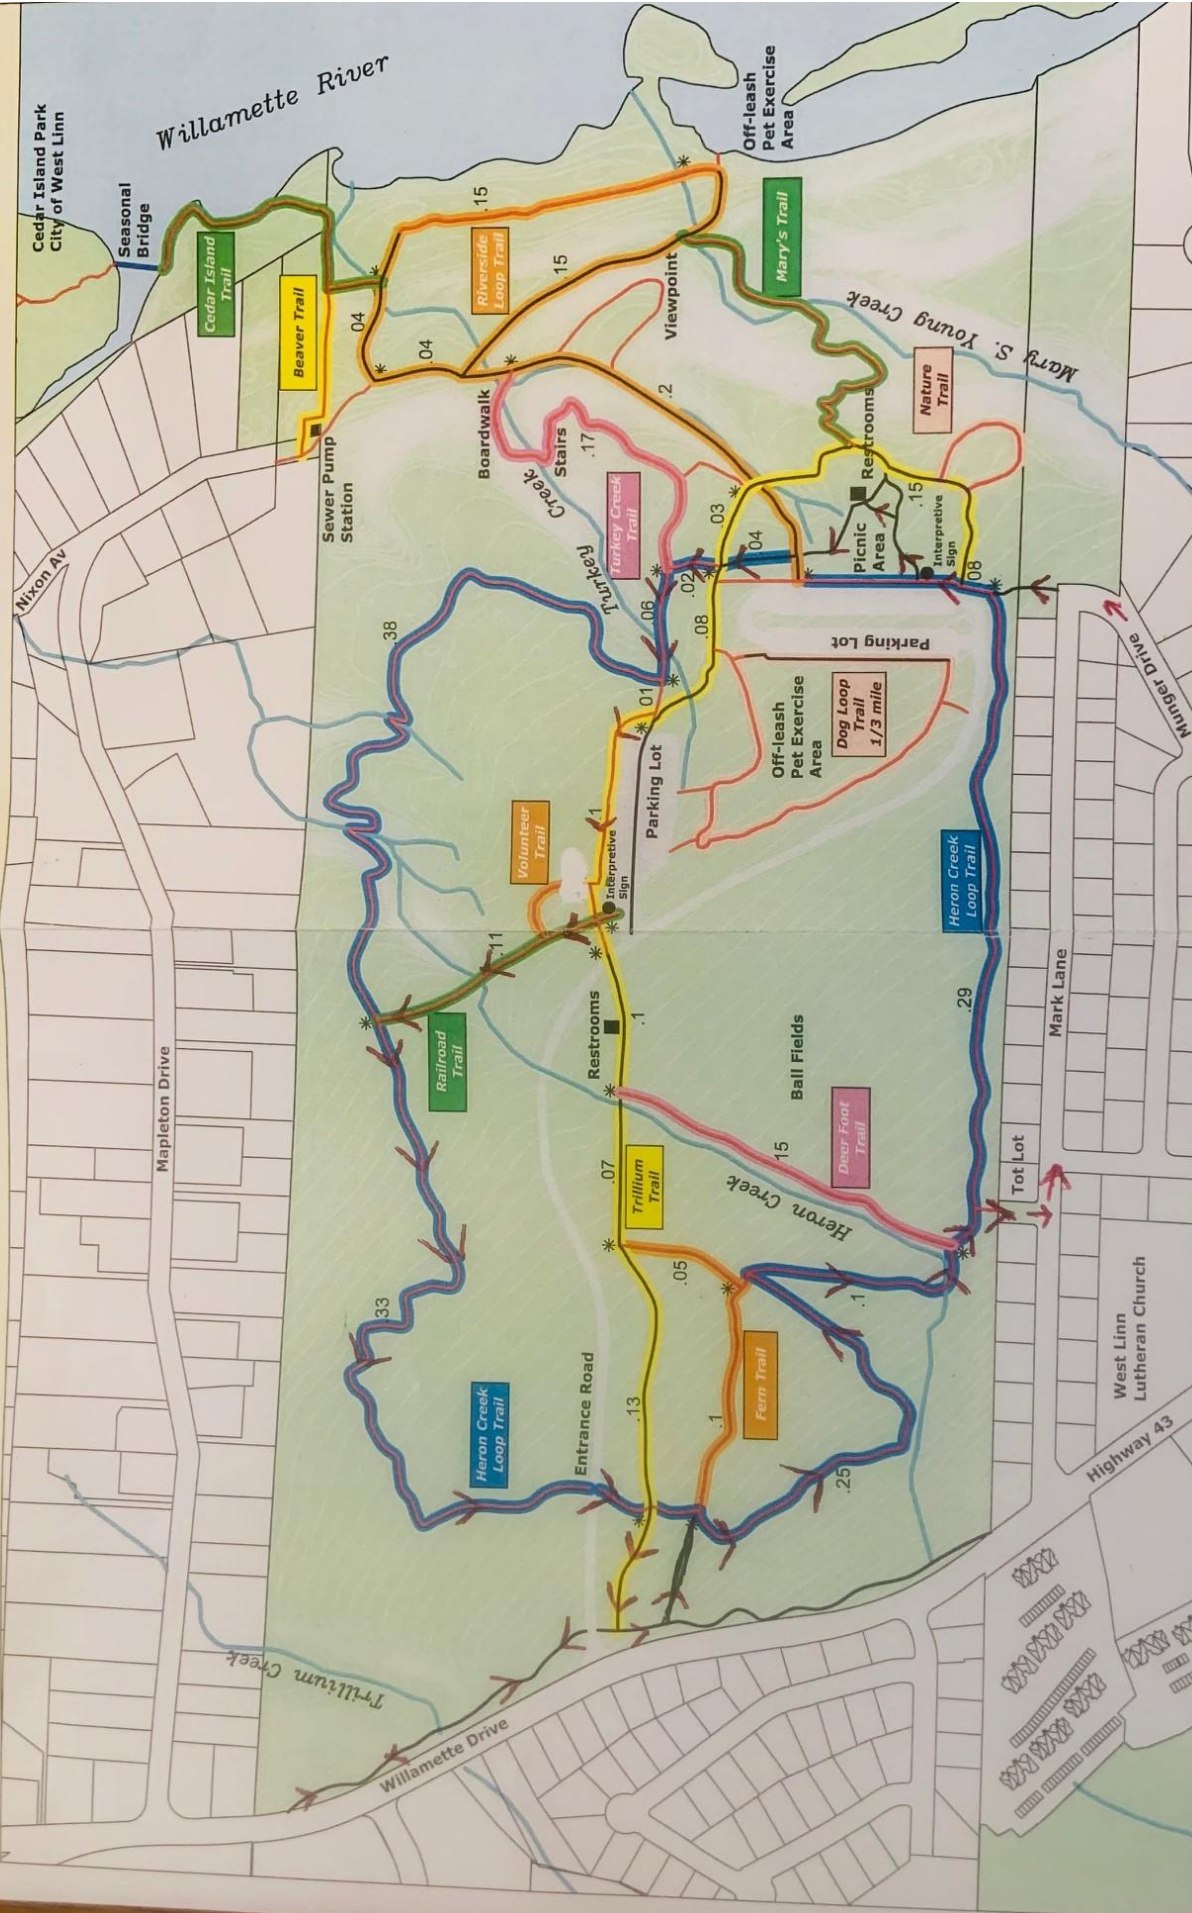 Cedar Island Park
City of West Linn
Willamette River
Seasonal
Bridge
Off-leash
Pet Exercise
Area
Cedar Island
Trail
Beaver Trail
.15
Riverside
Loop Trail
.15
Mary's Trail
.04
.04
Viewpoint
Mary S. Young Creek
.2
Nature
Trail
Boardwalk
Stairs
.17
Sewer Pump
Station
Turkey Creek
Turkey Creek
Trail
Restrooms
.15
.03
.04
Picnic
Area
Interpretive
Sign
.08
Nixon Av
.38
.06
.02
.08
.01
Parking Lot
Munger Drive
Off-leash
Pet Exercise
Area
Dog Loop
Trail
1/3 mile
Parking Lot
.1
Volunteer
Trail
Interpretive
Sign
Heron Creek
Loop Trail
.11
Restrooms
.1
.29
Mark Lane
Railroad
Trail
Ball Fields
Mapleton Drive
.07
Trillium
Trail
.15
Deer Foot
Trail
Heron Creek
Tot Lot
.05
.33
.1
West Linn
Lutheran Church
Heron Creek
Loop Trail
Entrance Road
.13
.1
Fern Trail
.25
Highway 43
Trillium Creek
Willamette Drive